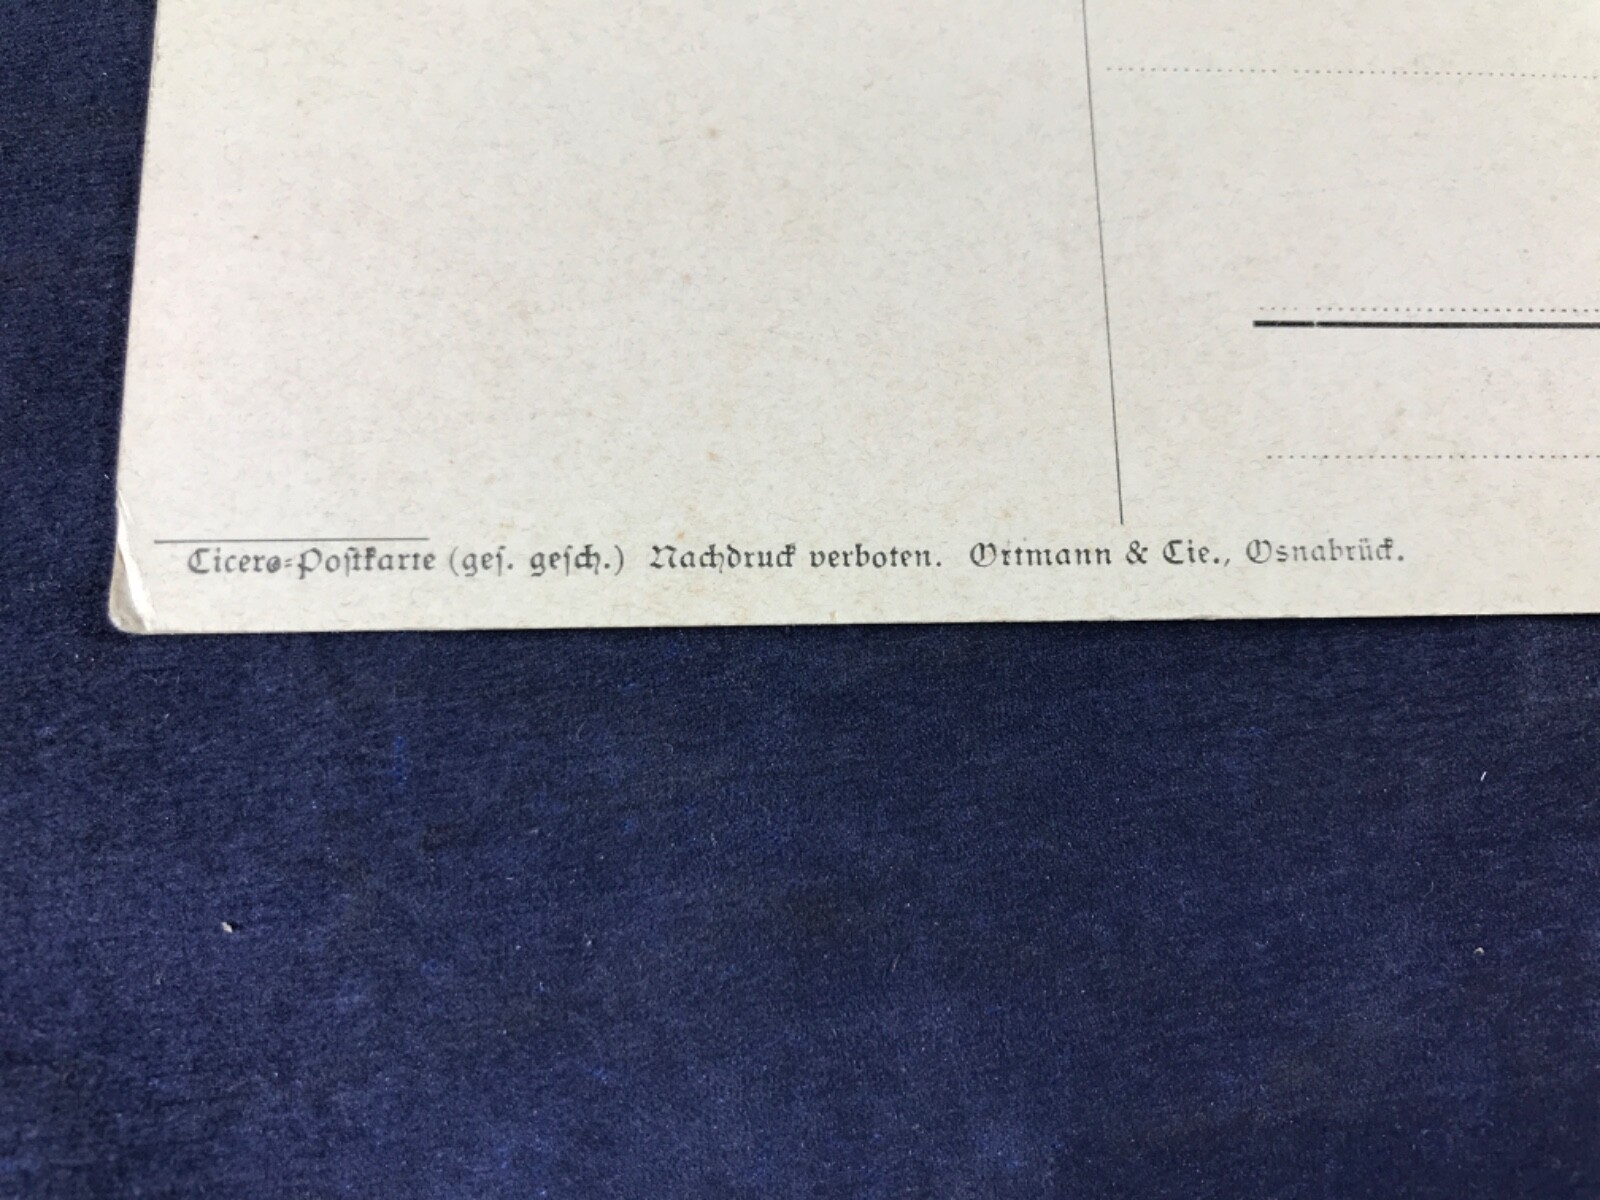 Cicero=Postkarte (ges. gesch.) Nachdruck verboten. Ortmann & Cie., Osnabrück.